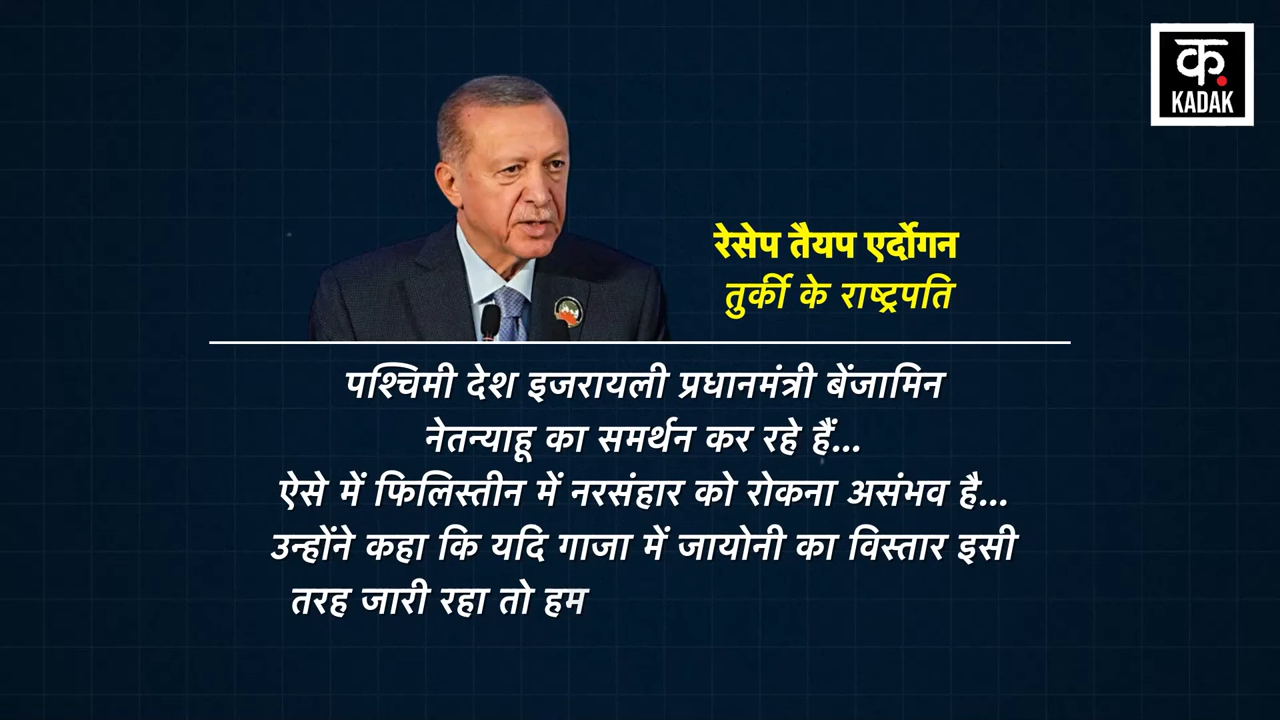 क
KADAK
रेसेप तैयप एर्दोगन
तुर्की के राष्ट्रपति
पश्चिमी देश इजरायली प्रधानमंत्री बेंजामिन
नेतन्याहू का समर्थन कर रहे हैं...
ऐसे में फिलिस्तीन में नरसंहार को रोकना असंभव है...
उन्होंने कहा कि यदि गाजा में जायोनी का विस्तार इसी
तरह जारी रहा तो हम